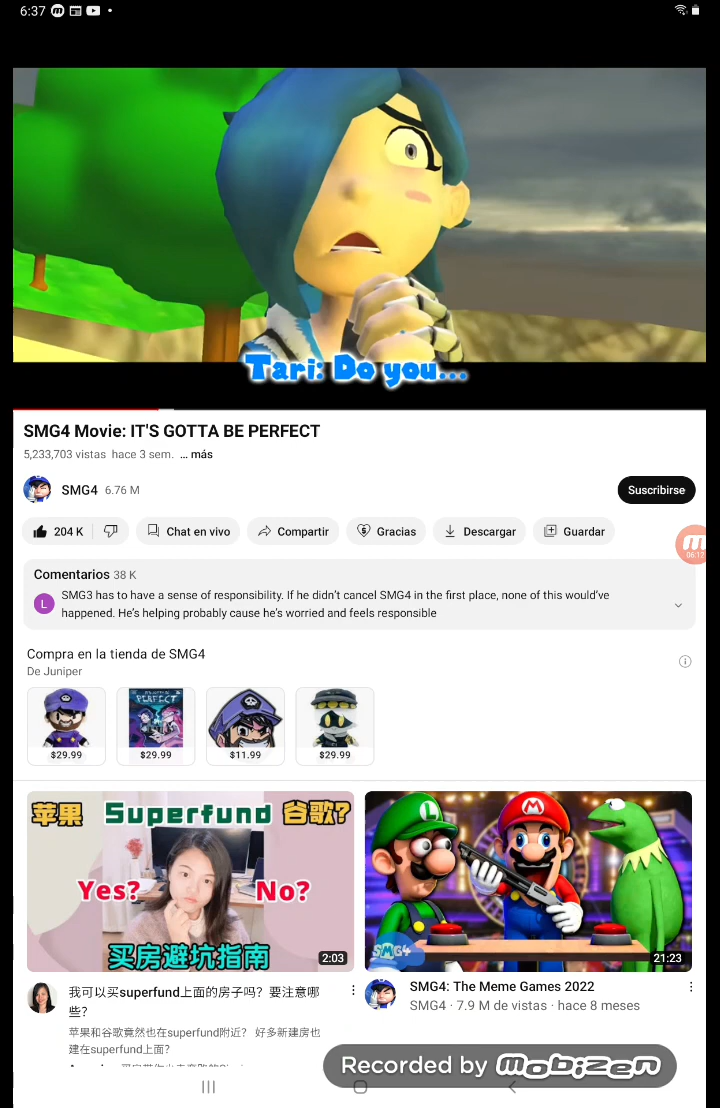 6:37
Tari: Do you...
SMG4 Movie: IT'S GOTTA BE PERFECT
5,233,703 vistas hace 3 sem. ... más
SMG4 6.76 M
Suscribirse
204 K
Chat en vivo
Compartir
Gracias
Descargar
Guardar
06:12
Comentarios 38 K
L
SMG3 has to have a sense of responsibility. If he didn't cancel SMG4 in the first place, none of this would've
happened. He's helping probably cause he's worried and feels responsible
Compra en la tienda de SMG4
De Juniper
PERFECT
$29.99
$29.99
$11.99
$29.99
苹果 Superfund 谷歌?
Yes? No?
买房避坑指南
2:03
L
M
SMG4
21:23
我可以买superfund上面的房子吗？要注意哪
些?
苹果和谷歌竟然也在superfund附近？ 好多新建房也
建在superfund上面？
SMG4: The Meme Games 2022
SMG4 · 7.9 M de vistas · hace 8 meses
Recorded by mobizen